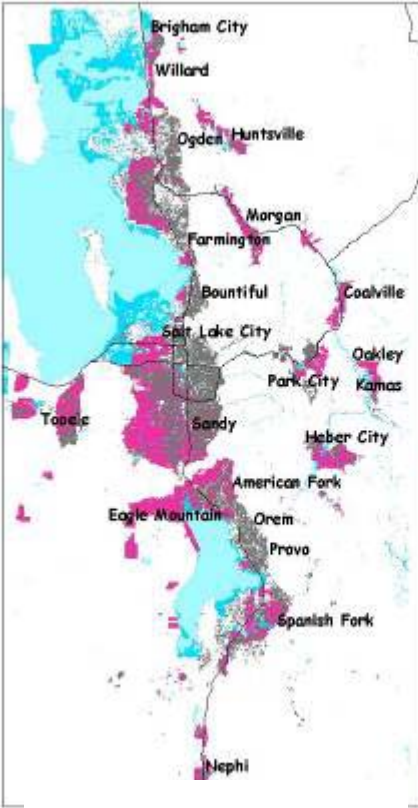 Brigham City
Willard
Ogden
Huntsville
Morgan
Farmington
Bountiful
Coalville
Salt Lake City
Oakley
Park City
Kamas
Tooele
Sandy
Heber City
American Fork
Eagle Mountain
Orem
Provo
Spanish Fork
Nephi